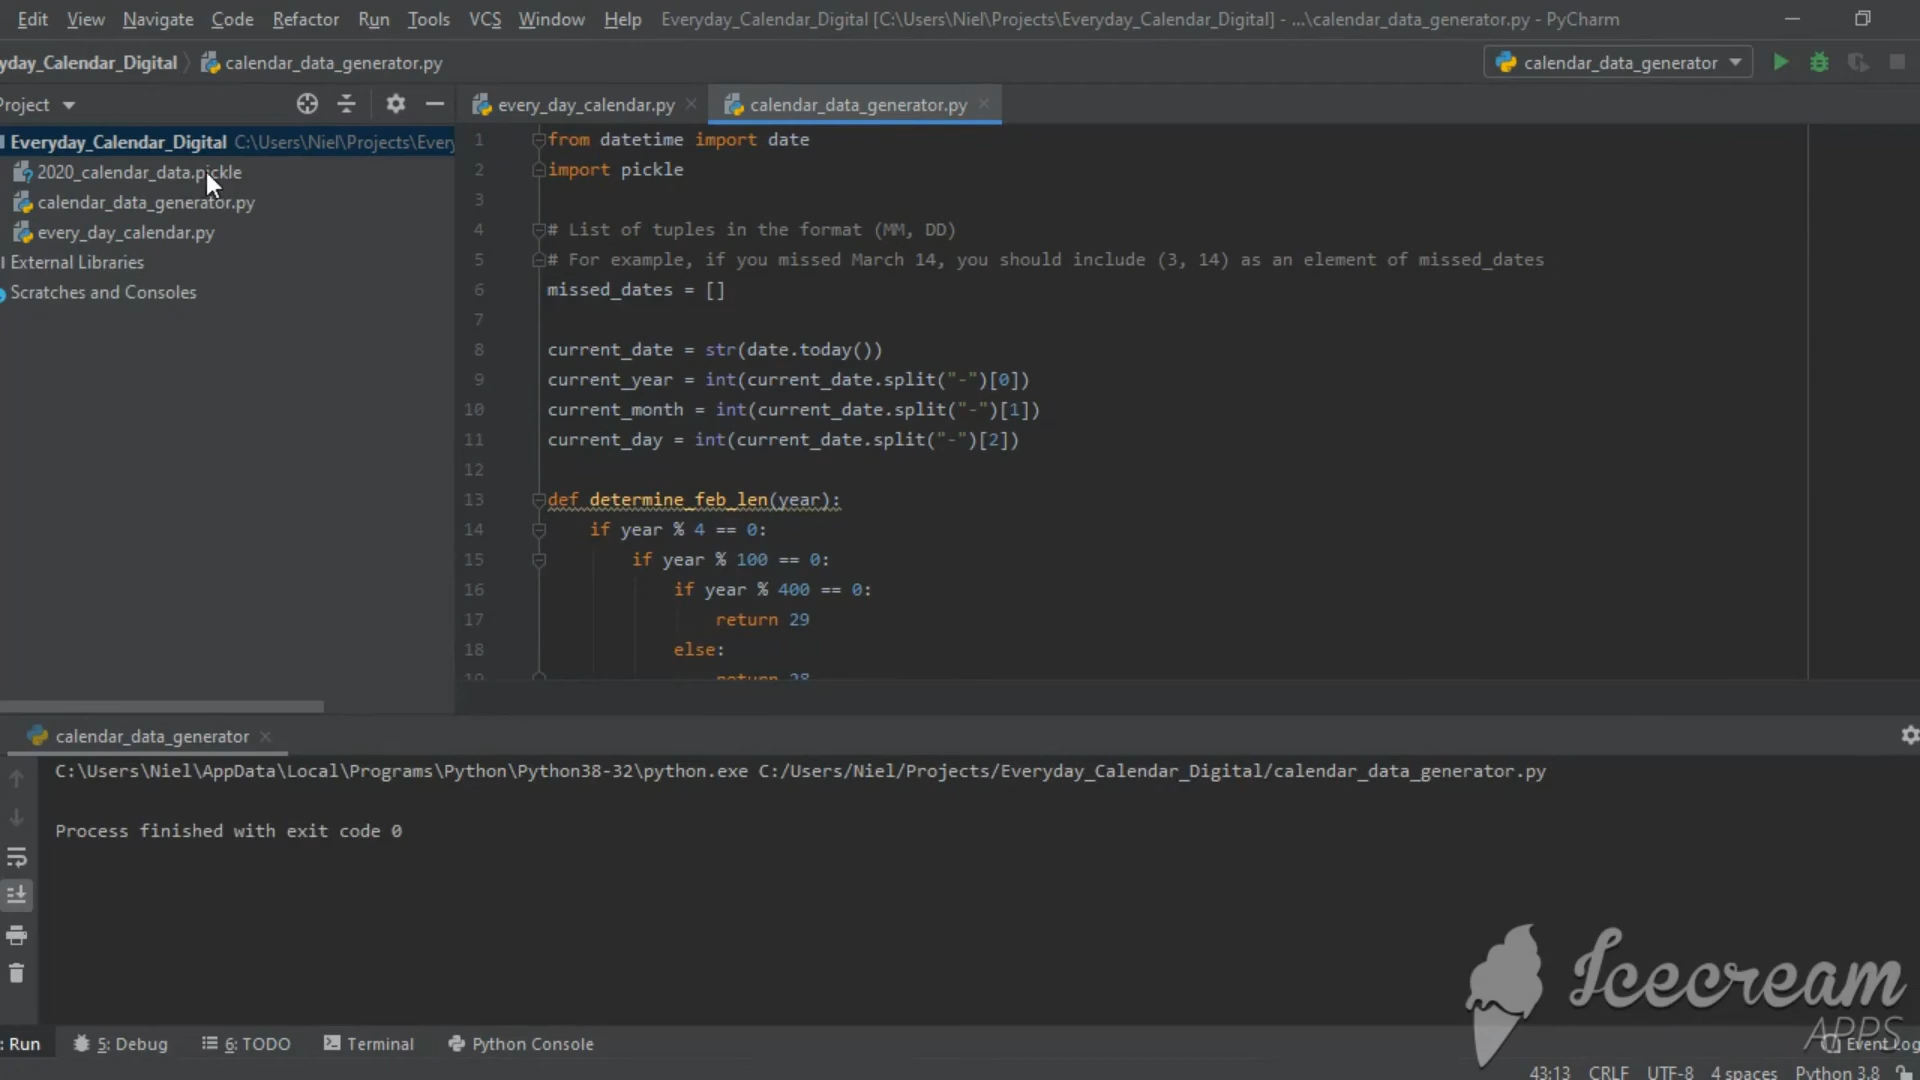 Edit View Navigate Code Refactor Run Tools VCS Window Help Everyday_Calendar_Digital [C:\Users\Niel\Projects\Everyday_Calendar_Digital] - ...\calendar_data_generator.py - PyCharm
yday_Calendar_Digital calendar_data_generator.py
calendar_data_generator
Project
every_day_calendar.py calendar_data_generator.py
Everyday_Calendar_Digital C:\Users\Niel\Projects\Every
2020_calendar_data.pickle
calendar_data_generator.py
every_day_calendar.py
External Libraries
Scratches and Consoles
1 from datetime import date
2 import pickle
3
4 # List of tuples in the format (MM, DD)
5 # For example, if you missed March 14, you should include (3, 14) as an element of missed_dates
6 missed_dates = []
7
8 current_date = str(date.today())
9 current_year = int(current_date.split("-")[0])
10 current_month = int(current_date.split("-")[1])
11 current_day = int(current_date.split("-")[2])
12
13 def determine_feb_len(year):
14 if year % 4 == 0:
15 if year % 100 == 0:
16 if year % 400 == 0:
17 return 29
18 else:
19 return 28
calendar_data_generator
C:\Users\Niel\AppData\Local\Programs\Python\Python38-32\python.exe C:/Users/Niel/Projects/Everyday_Calendar_Digital/calendar_data_generator.py
Process finished with exit code 0
Icecream
APPS
: Run 5: Debug 6: TODO Terminal Python Console Event Log
43:13 CRLF UTF-8 4 spaces Python 3.8